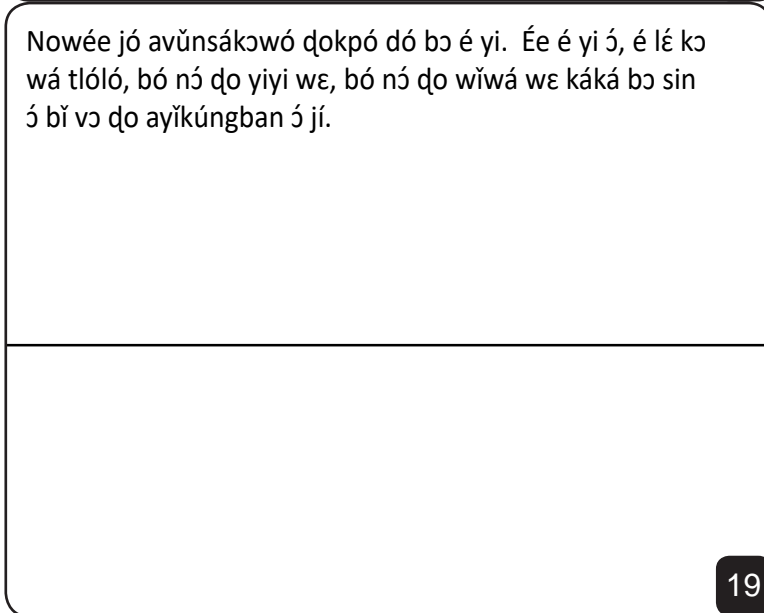 Nowée jó avǔnsákɔwó ɖokpó dó bɔ é yi.  Ée é yi ɔ́, é lɛ́ kɔ
wá tlóló, bó nɔ́ ɖo yiyi wɛ, bó nɔ́ ɖo wǐwá wɛ káká bɔ sin
ɔ́ bǐ vɔ ɖo ayǐkúngban ɔ́ jí.
19